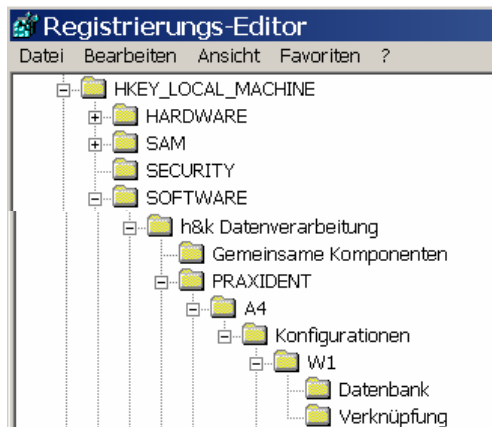 Registrierungs-Editor
Datei Bearbeiten Ansicht Favoriten ?
HKEY_LOCAL_MACHINE
HARDWARE
SAM
SECURITY
SOFTWARE
h&k Datenverarbeitung
Gemeinsame Komponenten
PRAXIDENT
A4
Konfigurationen
W1
Datenbank
Verknüpfung